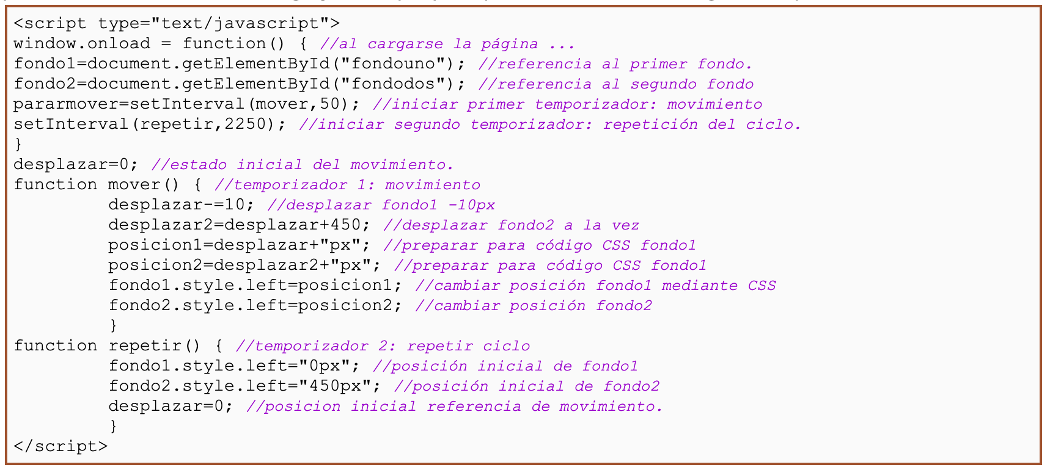 <script type="text/javascript">
window.onload = function() { //al cargarse la página ...
fondo1=document.getElementById("fondouno"); //referencia al primer fondo.
fondo2=document.getElementById("fondodos"); //referencia al segundo fondo
pararmover=setInterval(mover,50); //iniciar primer temporizador: movimiento
setInterval(repetir,2250); //iniciar segundo temporizador: repetición del ciclo.
}
desplazar=0; //estado inicial del movimiento.
function mover() { //temporizador 1: movimiento
desplazar-=10; //desplazar fondo1 -10px
desplazar2=desplazar+450; //desplazar fondo2 a la vez
posicion1=desplazar+"px"; //preparar para código CSS fondo1
posicion2=desplazar2+"px"; //preparar para código CSS fondo1
fondo1.style.left=posicion1; //cambiar posición fondo1 mediante CSS
fondo2.style.left=posicion2; //cambiar posición fondo2
}
function repetir() { //temporizador 2: repetir ciclo
fondo1.style.left="0px"; //posición inicial de fondo1
fondo2.style.left="450px"; //posición inicial de fondo2
desplazar=0; //posicion inicial referencia de movimiento.
}
</script>